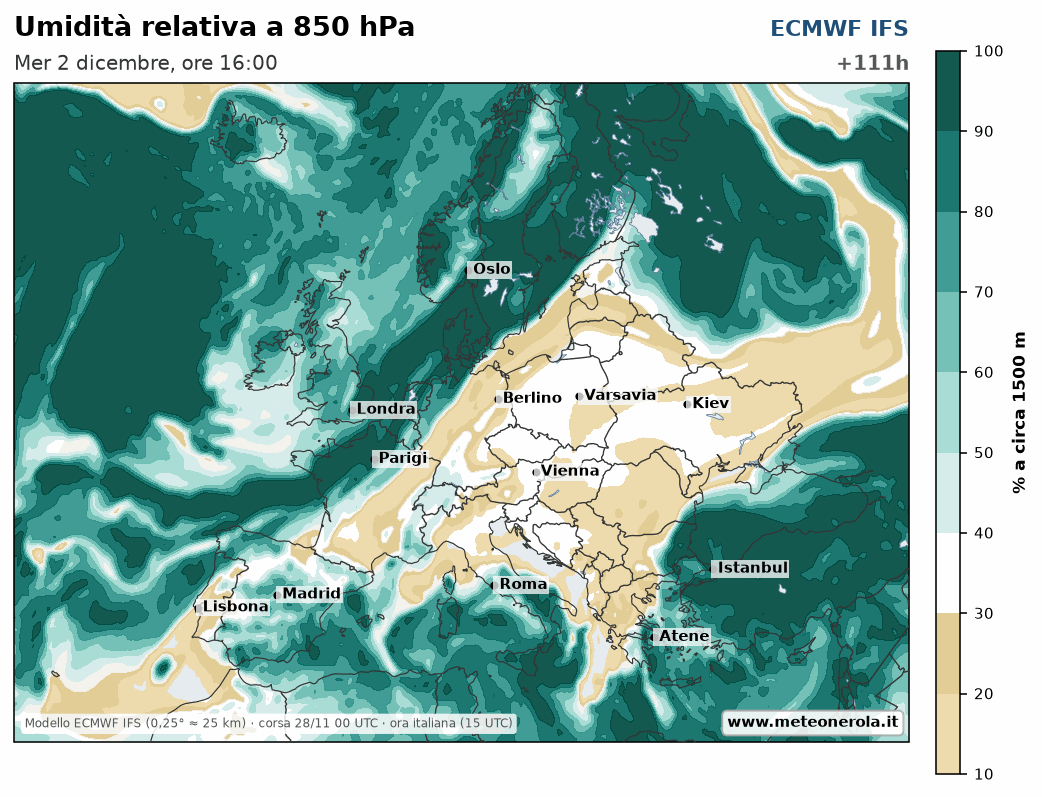 Umidità relativa a 850 hPa
ECMWF IFS
Mer 2 dicembre, ore 16:00
+111h
100
90
80
70
60
50
40
30
20
10
% a circa 1500 m
Oslo
Londra
Berlino
Varsavia
Kiev
Parigi
Vienna
Istanbul
Roma
Madrid
Lisbona
Atene
Modello ECMWF IFS (0,25° ≈ 25 km) · corsa 28/11 00 UTC · ora italiana (15 UTC)
www.meteonerola.it